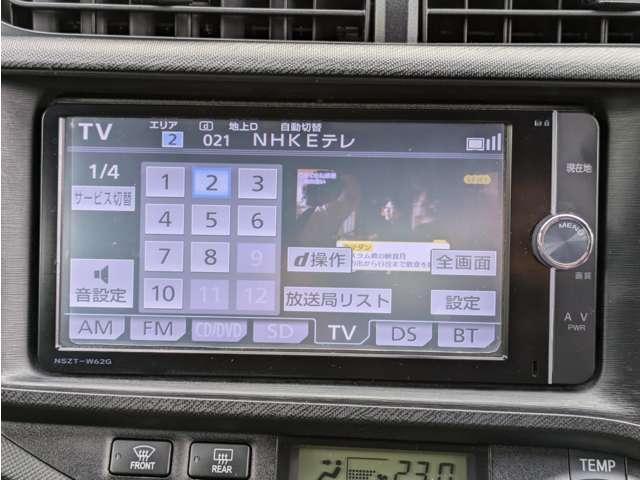 TV エリア 2 d 021 地上D 自動切替 NHKEテレ
1/4
サービス切替
1 2 3
4 5 6
7 8 9
10 11 12
音設定
d操作
全画面
放送局リスト
設定
AM FM CD/DVD SD TV DS BT
NSZT-W62G
現在地
MENU
画質
AV
PWR
FRONT
REAR
23.0
TEMP